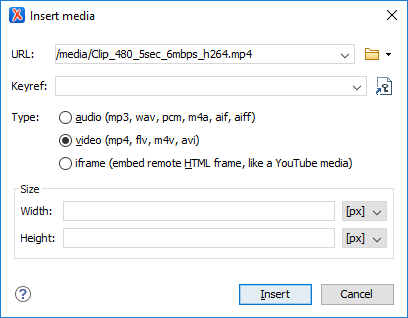 Insert media
URL: /media/Clip_480_5sec_6mbps_h264.mp4
Keyref:
Type: audio (mp3, wav, pcm, m4a, aif, aiff)
video (mp4, flv, m4v, avi)
iframe (embed remote HTML frame, like a YouTube media)
Size
Width: [px]
Height: [px]
? Insert Cancel